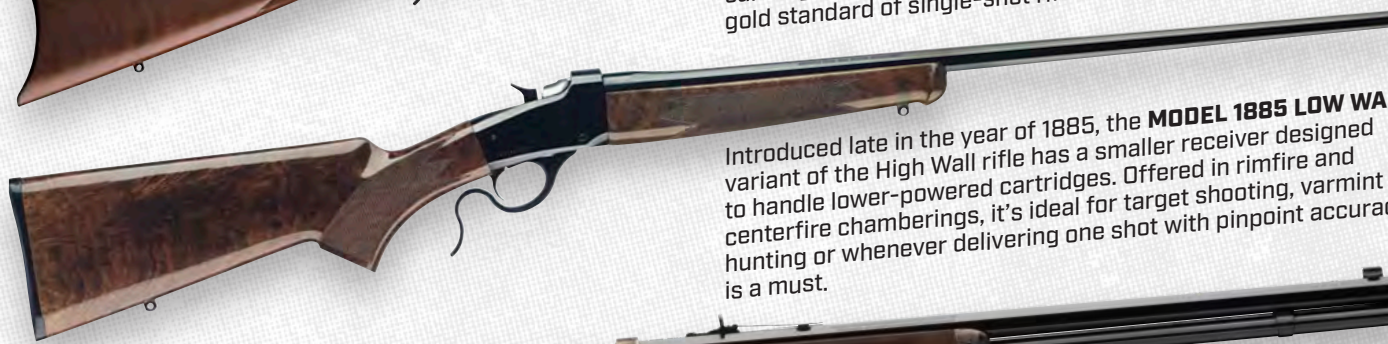 gold standard of single-shot
Introduced late in the year of 1885, the MODEL 1885 LOW
variant of the High Wall rifle has a smaller receiver designed
to handle lower-powered cartridges. Offered in rimfire and
centerfire chamberings, it's ideal for target shooting, varmint
hunting or whenever delivering one shot with pinpoint
is a must.